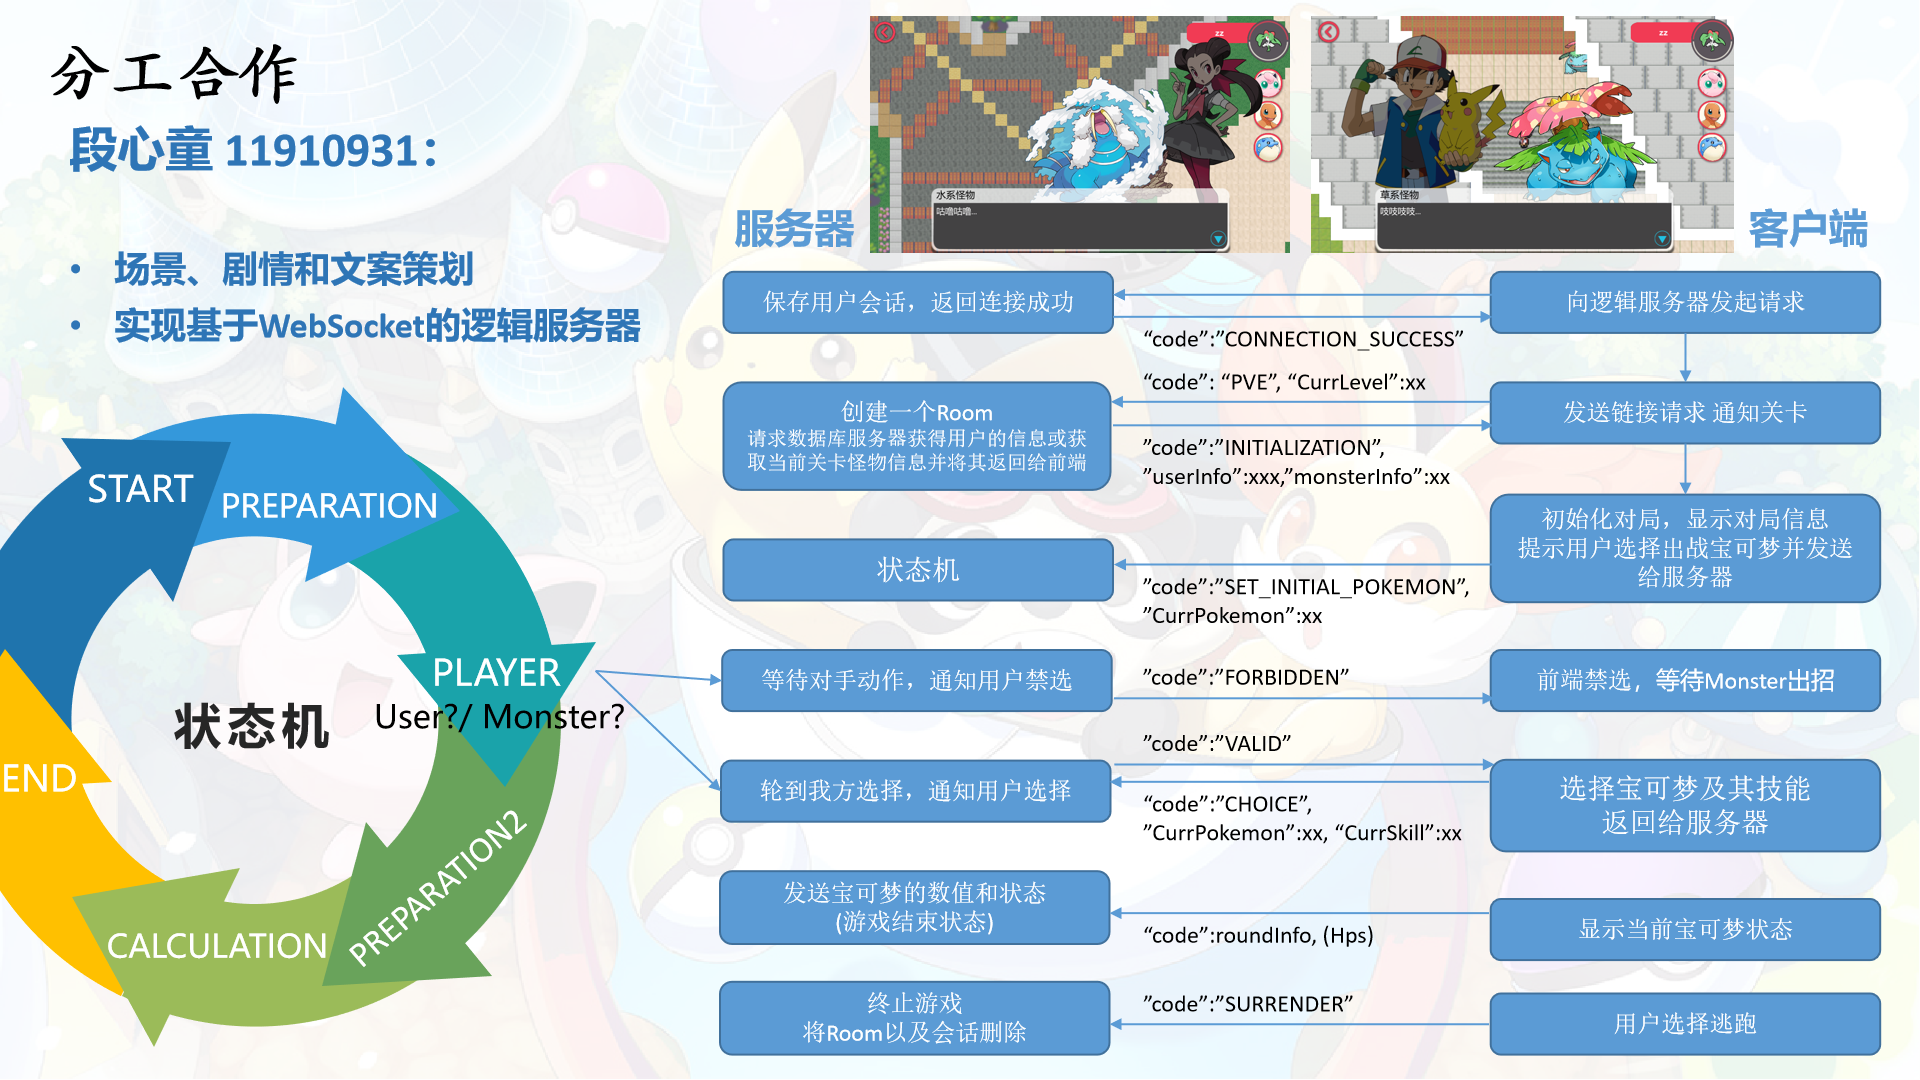 分工合作
段心童 11910931：
• 场景、剧情和文案策划
• 实现基于WebSocket的逻辑服务器
START
PREPARATION
PLAYER
User?/ Monster?
PREPARATION2
CALCULATION
END
状态机
zz
水系怪物
咕噜咕噜...
zz
草系怪物
吱吱吱吱...
服务器
客户端
保存用户会话，返回连接成功
向逻辑服务器发起请求
“code”:”CONNECTION_SUCCESS”
“code”: “PVE”, “CurrLevel”:xx
创建一个Room
请求数据库服务器获得用户的信息或获
取当前关卡怪物信息并将其返回给前端
发送链接请求 通知关卡
”code”:”INITIALIZATION”,
”userInfo”:xxx,”monsterInfo”:xx
初始化对局，显示对局信息
提示用户选择出战宝可梦并发送
给服务器
状态机
”code”:”SET_INITIAL_POKEMON”,
”CurrPokemon”:xx
等待对手动作，通知用户禁选
”code”:”FORBIDDEN”
前端禁选，等待Monster出招
”code”:”VALID”
轮到我方选择，通知用户选择
“code”:”CHOICE”,
”CurrPokemon”:xx, “CurrSkill”:xx
选择宝可梦及其技能
返回给服务器
发送宝可梦的数值和状态
(游戏结束状态)
“code”:roundInfo, (Hps)
显示当前宝可梦状态
终止游戏
将Room以及会话删除
”code”:”SURRENDER”
用户选择逃跑